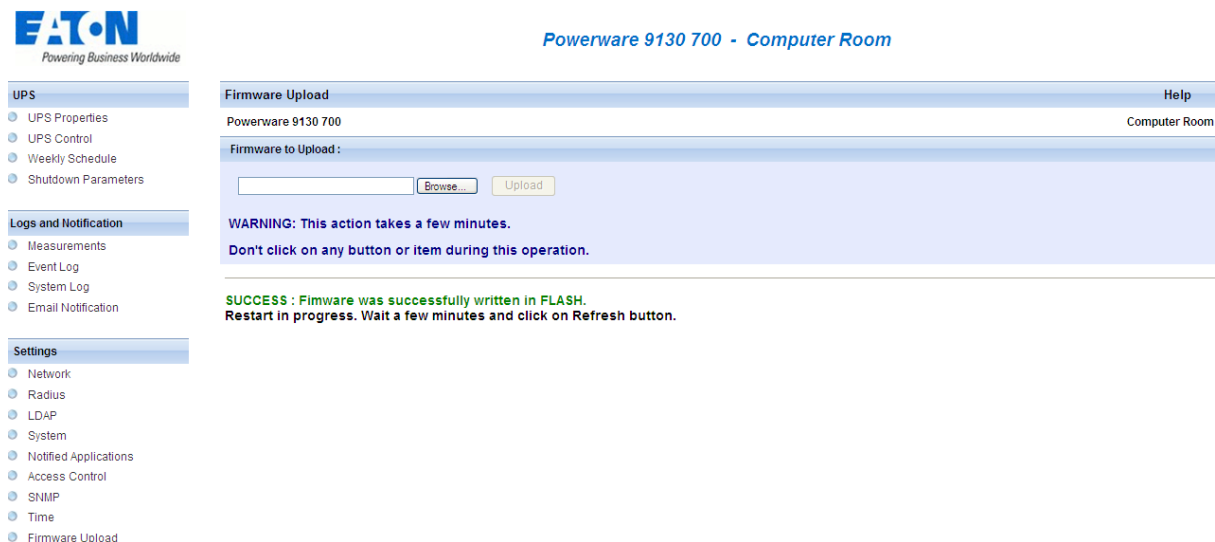 EATON
Powering Business Worldwide
Powerware 9130 700 - Computer Room
UPS
UPS Properties
UPS Control
Weekly Schedule
Shutdown Parameters
Logs and Notification
Measurements
Event Log
System Log
Email Notification
Settings
Network
Radius
LDAP
System
Notified Applications
Access Control
SNMP
Time
Firmware Upload
Firmware Upload Help
Powerware 9130 700 Computer Room
Firmware to Upload :
Browse... Upload
WARNING: This action takes a few minutes.
Don't click on any button or item during this operation.
SUCCESS : Fimware was successfully written in FLASH.
Restart in progress. Wait a few minutes and click on Refresh button.